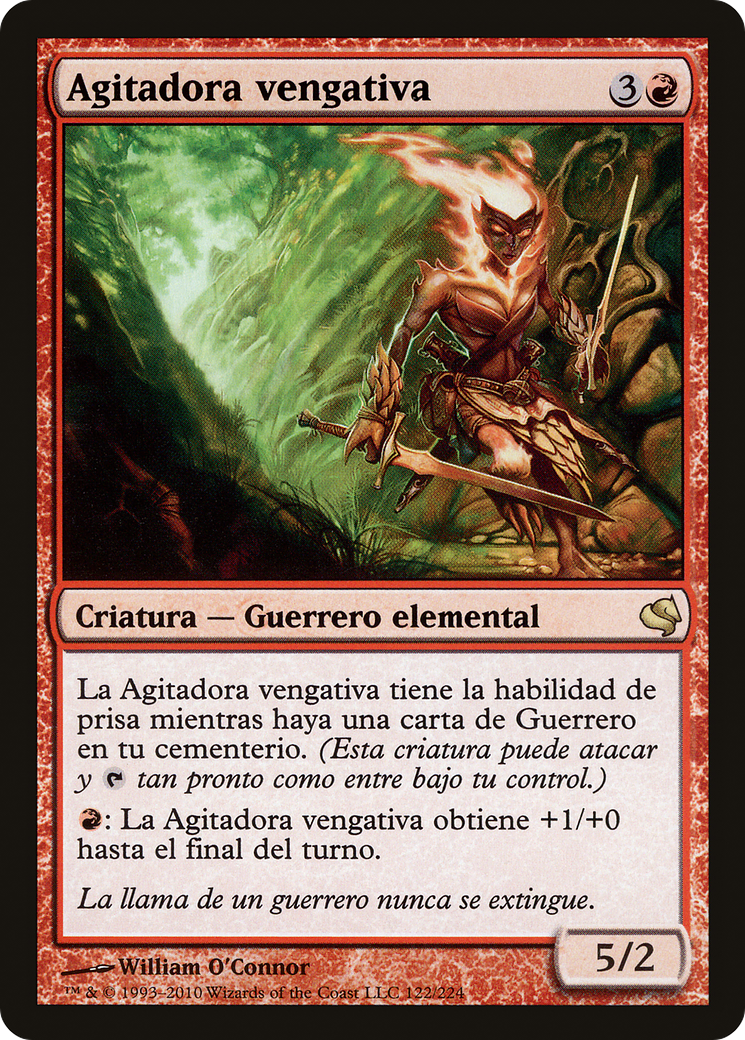 Agitadora vengativa 3
Criatura — Guerrero elemental
La Agitadora vengativa tiene la habilidad de
prisa mientras haya una carta de Guerrero
en tu cementerio. (Esta criatura puede atacar
y tan pronto como entre bajo tu control.)
: La Agitadora vengativa obtiene +1/+0
hasta el final del turno.
La llama de un guerrero nunca se extingue.
5/2
William O'Connor
™ & © 1993–2010 Wizards of the Coast LLC 122/224